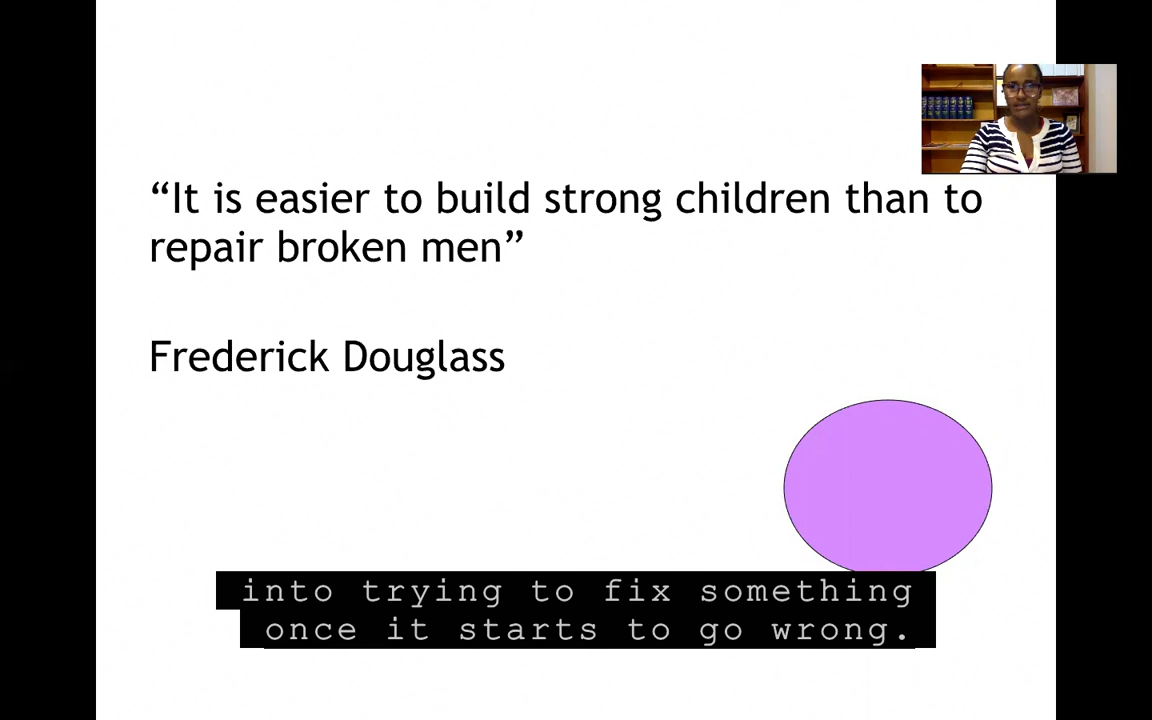 “It is easier to build strong children than to
repair broken men”
Frederick Douglass
into trying to fix something
once it starts to go wrong.